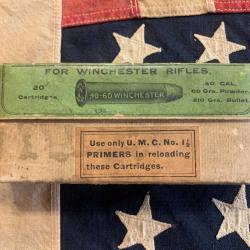 FOR WINCHESTER RIFLES.
20
Cartridges.
40-60 WINCHESTER
.40 CAL.
60 Grs. Powder,
210 Grs. Bullet
Use only U. M. C. No. 1½
PRIMERS in reloading
these Cartridges.